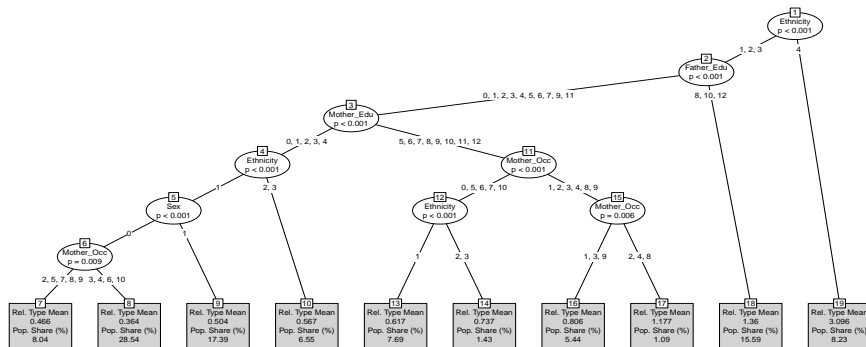 1
Ethnicity
p < 0.001
1, 2, 3
4
2
Father_Edu
p < 0.001
0, 1, 2, 3, 4, 5, 6, 7, 9, 11
8, 10, 12
3
Mother_Edu
p < 0.001
0, 1, 2, 3, 4
5, 6, 7, 8, 9, 10, 11, 12
4
Ethnicity
p < 0.001
1
2, 3
11
Mother_Occ
p < 0.001
0, 5, 6, 7, 10
1, 2, 3, 4, 8, 9
5
Sex
p < 0.001
0
1
12
Ethnicity
p < 0.001
1
2, 3
15
Mother_Occ
p = 0.006
1, 3, 9
2, 4, 8
6
Mother_Occ
p = 0.009
2, 5, 7, 8, 9
3, 4, 6, 10
7
Rel. Type Mean
0.466
Pop. Share (%)
8.04
8
Rel. Type Mean
0.364
Pop. Share (%)
28.54
9
Rel. Type Mean
0.504
Pop. Share (%)
17.39
10
Rel. Type Mean
0.567
Pop. Share (%)
6.55
13
Rel. Type Mean
0.617
Pop. Share (%)
7.69
14
Rel. Type Mean
0.737
Pop. Share (%)
1.43
16
Rel. Type Mean
0.806
Pop. Share (%)
5.44
17
Rel. Type Mean
1.177
Pop. Share (%)
1.09
18
Rel. Type Mean
1.36
Pop. Share (%)
15.59
19
Rel. Type Mean
3.096
Pop. Share (%)
8.23